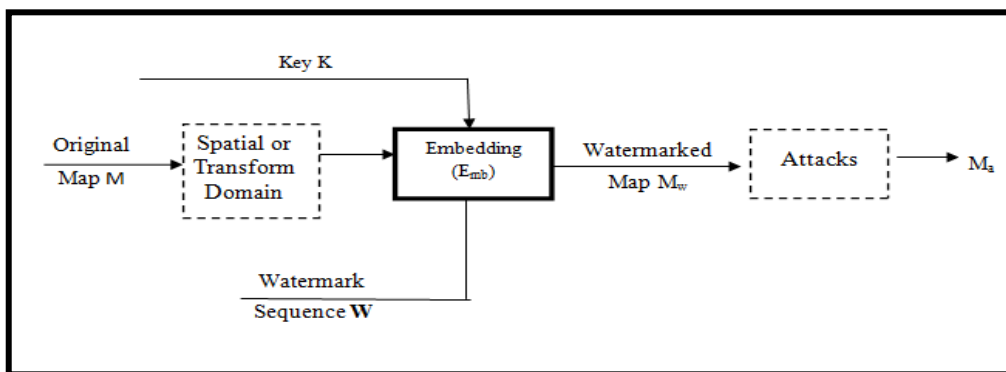 Key K
Original
Map M
Spatial or
Transform
Domain
Embedding
(Emb)
Watermarked
Map Mw
Attacks
Ma
Watermark
Sequence W